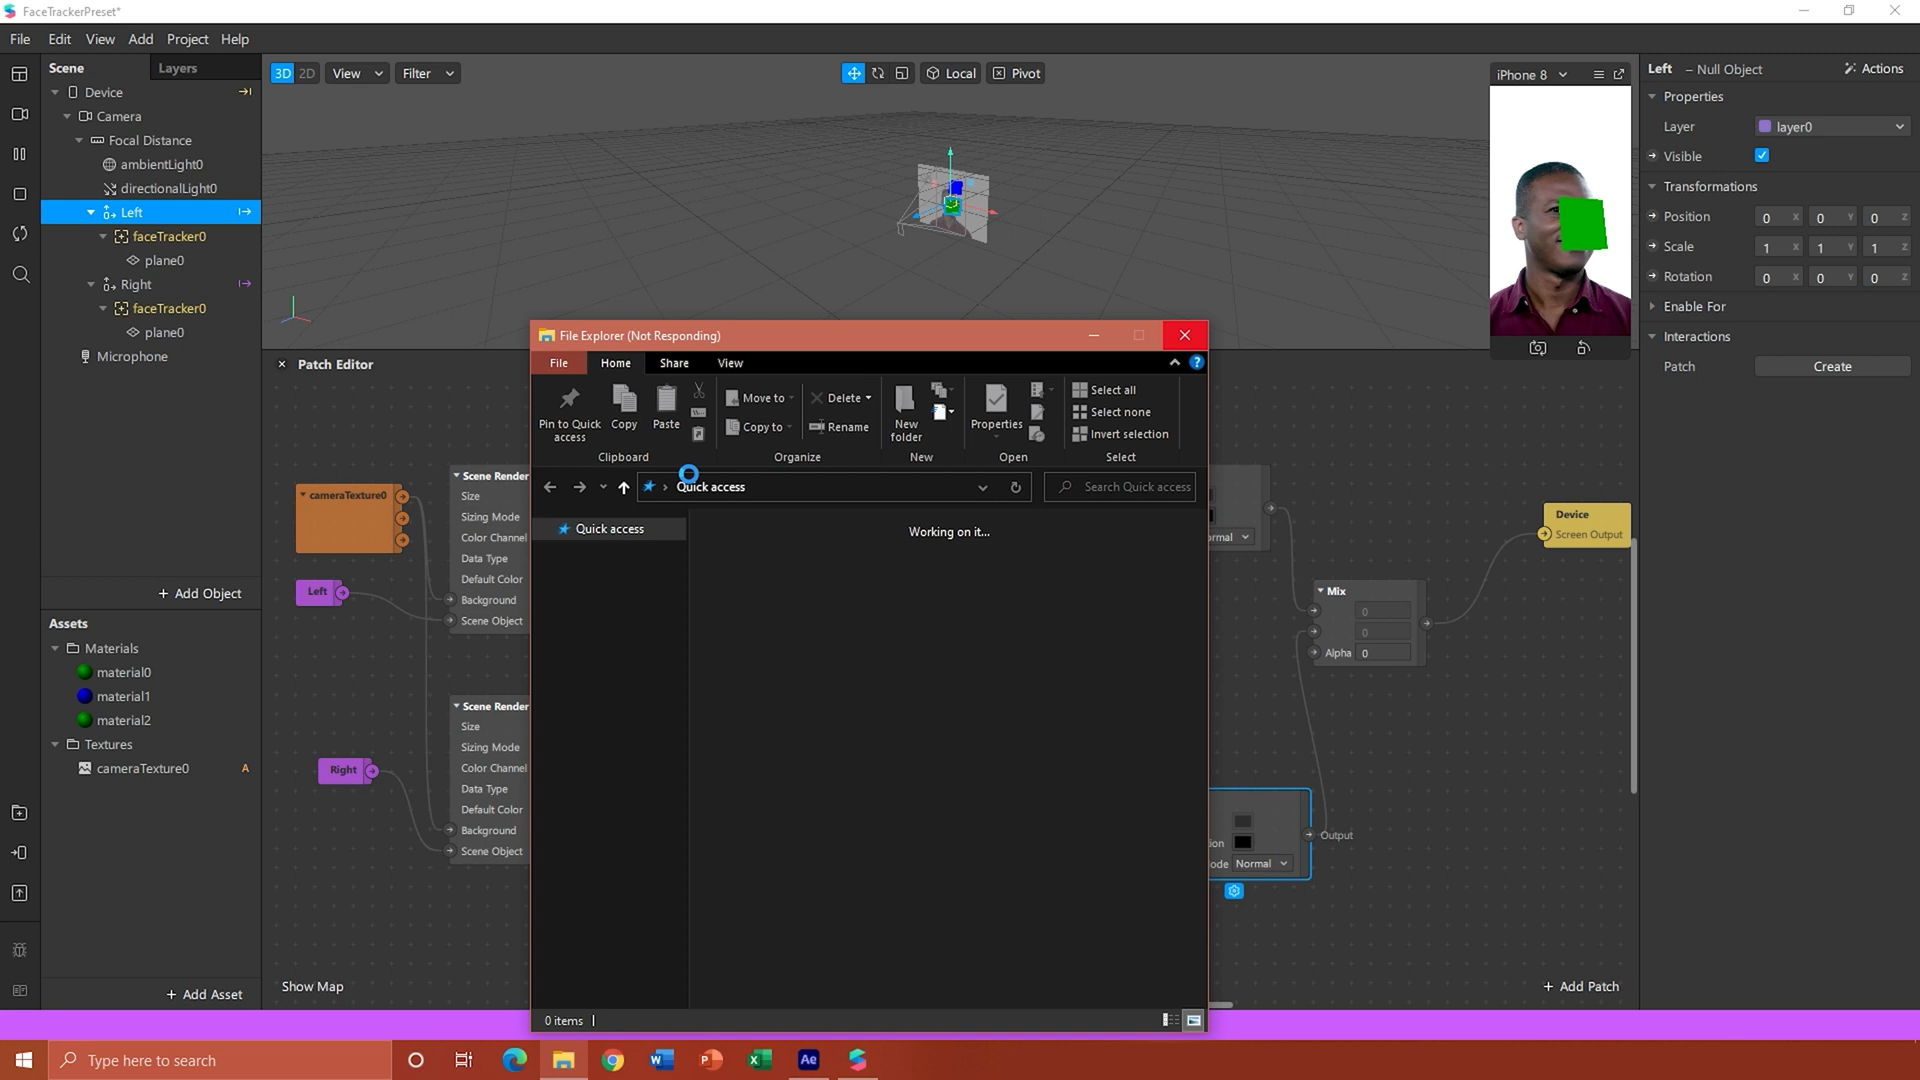 FaceTrackerPreset*
File Edit View Add Project Help
Scene Layers
Device
Camera
Focal Distance
ambientLight0
directionalLight0
Left
faceTracker0
plane0
Right
faceTracker0
plane0
Microphone
+ Add Object
Assets
Materials
material0
material1
material2
Textures
cameraTexture0 A
+ Add Asset
3D 2D View Filter
Local Pivot
iPhone 8
Left – Null Object Actions
Properties
Layer layer0
Visible
Transformations
Position 0 X 0 Y 0 Z
Scale 1 X 1 Y 1 Z
Rotation 0 X 0 Y 0 Z
Enable For
Interactions
Patch Create
× Patch Editor
cameraTexture0
Left
Right
Scene Render
Size
Sizing Mode
Color Channel
Data Type
Default Color
Background
Scene Object
Scene Render
Size
Sizing Mode
Color Channel
Data Type
Default Color
Background
Scene Object
File Explorer (Not Responding)
File Home Share View
Pin to Quick access
Copy
Paste
Move to
Copy to
Delete
Rename
New folder
Properties
Select all
Select none
Invert selection
Clipboard Organize New Open Select
Quick access
Search Quick access
Quick access
Working on it...
0 items
rmal
Mix
0
0
Alpha 0
Device
Screen Output
ion
ode Normal
Output
Show Map
+ Add Patch
Type here to search
Ae